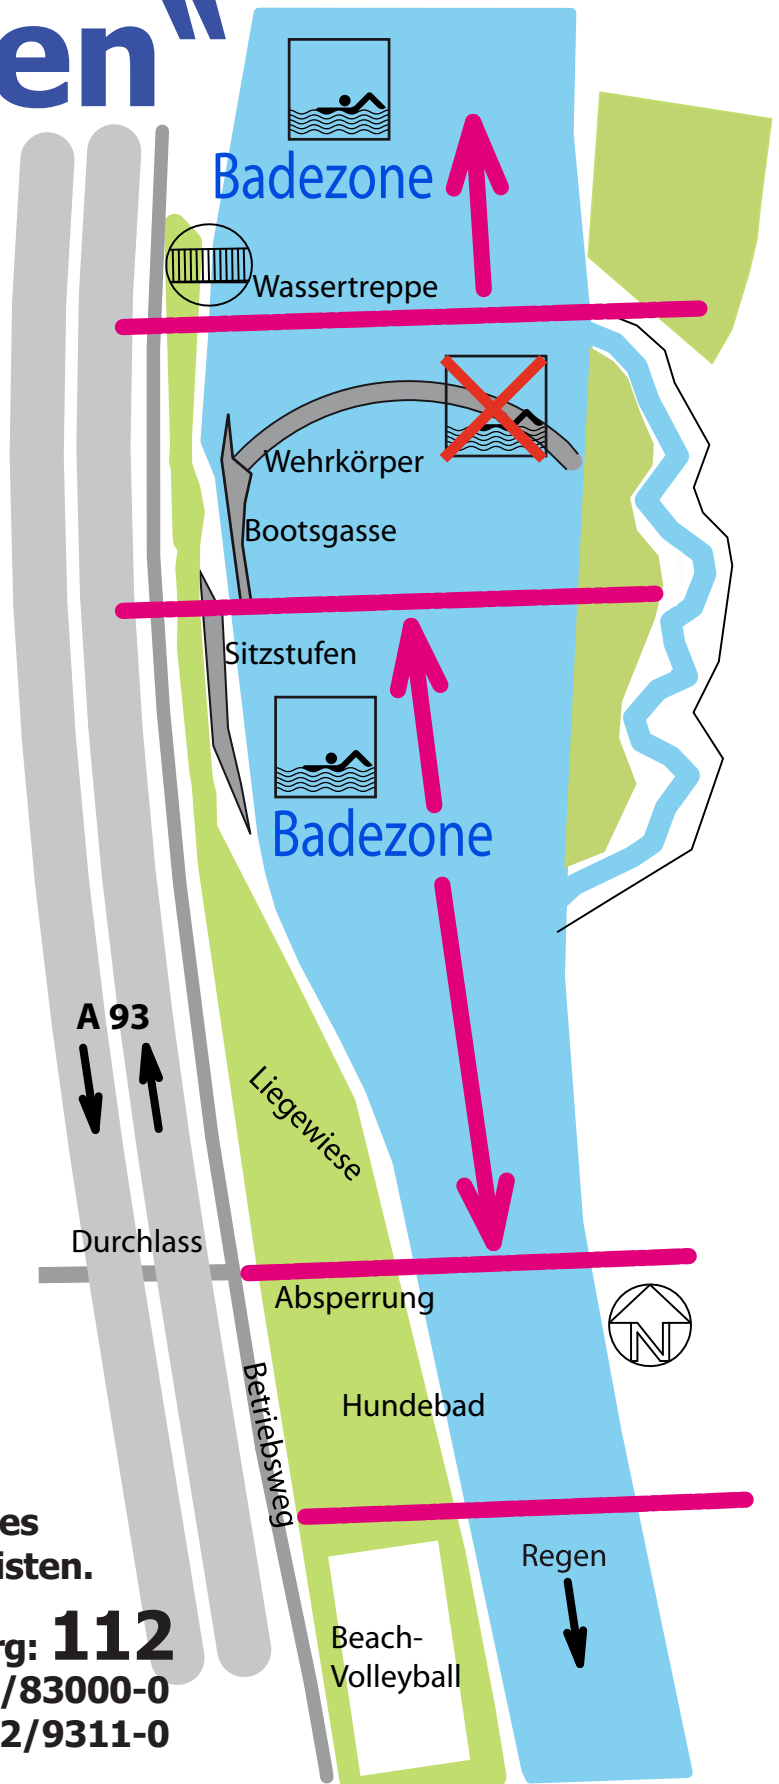 en“
Badezone
Wassertreppe
Wehrkörper
Bootsgasse
Sitzstufen
Badezone
A 93
Liegewiese
Durchlass
Absperrung
N
Hundebad
Betriebsweg
es
isten.
Regen
rg: 112
Beach-
Volleyball
/83000-0
2/9311-0